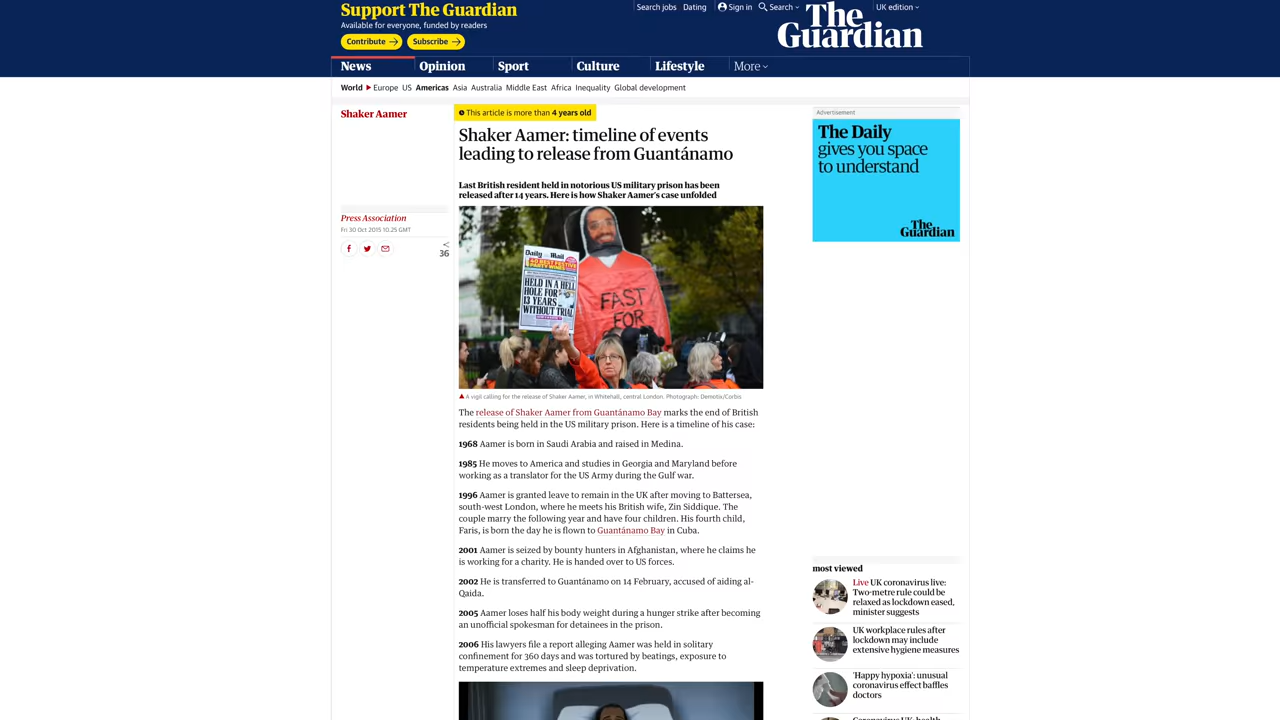 Support The Guardian
Available for everyone, funded by readers
Contribute
Subscribe
Search jobs
Dating
Sign in
Search
UK edition
The
Guardian
News
Opinion
Sport
Culture
Lifestyle
More
World
Europe
US
Americas
Asia
Australia
Middle East
Africa
Inequality
Global development
Shaker Aamer
This article is more than 4 years old
Shaker Aamer: timeline of events
leading to release from Guantánamo
Last British resident held in notorious US military prison has been
released after 14 years. Here is how Shaker Aamer's case unfolded
Press Association
Fri 30 Oct 2015 10.25 GMT
36
Daily Mail
40 BEST FESTIVE
PARTY WINES
HELD IN A HELL
HOLE FOR
13 YEARS
WITHOUT TRIAL
FAST
FOR
A vigil calling for the release of Shaker Aamer, in Whitehall, central London. Photograph: Demotix/Corbis
The release of Shaker Aamer from Guantánamo Bay marks the end of British
residents being held in the US military prison. Here is a timeline of his case:
1968 Aamer is born in Saudi Arabia and raised in Medina.
1985 He moves to America and studies in Georgia and Maryland before
working as a translator for the US Army during the Gulf war.
1996 Aamer is granted leave to remain in the UK after moving to Battersea,
south-west London, where he meets his British wife, Zin Siddique. The
couple marry the following year and have four children. His fourth child,
Faris, is born the day he is flown to Guantánamo Bay in Cuba.
2001 Aamer is seized by bounty hunters in Afghanistan, where he claims he
is working for a charity. He is handed over to US forces.
2002 He is transferred to Guantánamo on 14 February, accused of aiding al-
Qaida.
2005 Aamer loses half his body weight during a hunger strike after becoming
an unofficial spokesman for detainees in the prison.
2006 His lawyers file a report alleging Aamer was held in solitary
confinement for 360 days and was tortured by beatings, exposure to
temperature extremes and sleep deprivation.
Advertisement
The Daily
gives you space
to understand
The
Guardian
most viewed
Live UK coronavirus live:
Two-metre rule could be
relaxed as lockdown eased,
minister suggests
UK workplace rules after
lockdown may include
extensive hygiene measures
'Happy hypoxia': unusual
coronavirus effect baffles
doctors
Coronavirus UK: health